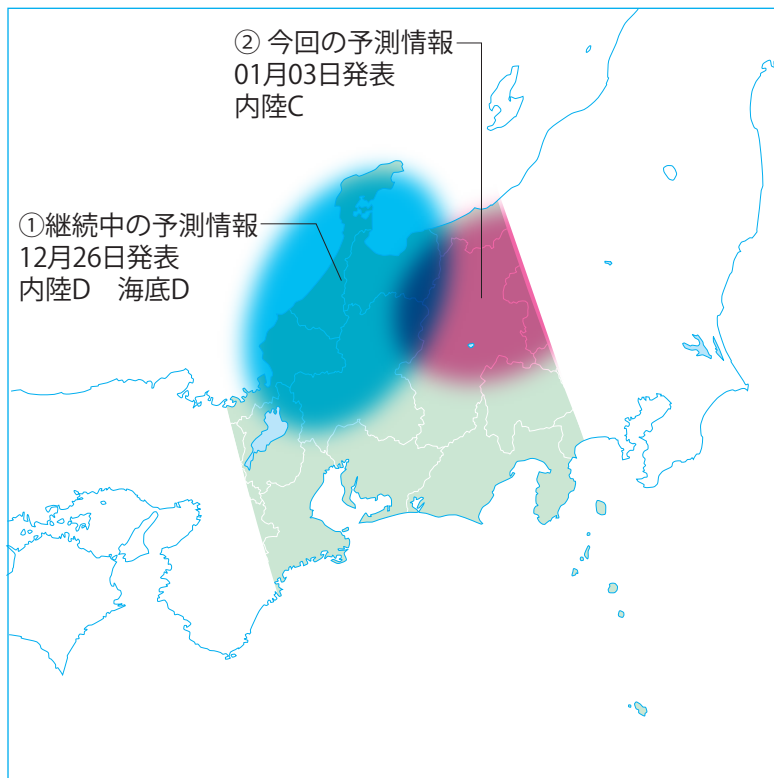 ② 今回の予測情報
01月03日発表
内陸C
①継続中の予測情報
12月26日発表
内陸D　海底D